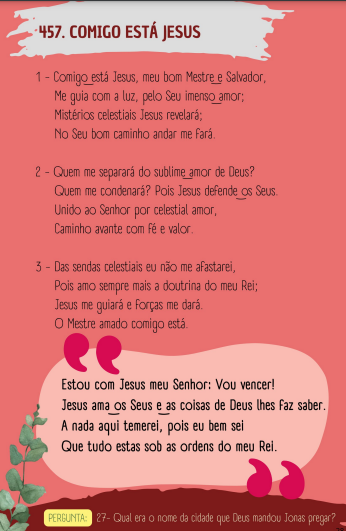 457. COMIGO ESTÁ JESUS
1 - Comigo está Jesus, meu bom Mestre e Salvador,
Me guia com a luz, pelo Seu imenso amor;
Mistérios celestiais Jesus revelará;
No Seu bom caminho andar me fará.
2 - Quem me separará do sublime amor de Deus?
Quem me condenará? Pois Jesus defende os Seus.
Unido ao Senhor por celestial amor,
Caminho avante com fé e valor.
3 - Das sendas celestiais eu não me afastarei,
Pois amo sempre mais a doutrina do meu Rei;
Jesus me guiará e forças me dará.
O Mestre amado comigo está.
Estou com Jesus meu Senhor: Vou vencer!
Jesus ama os Seus e as coisas de Deus lhes faz saber.
A nada aqui temerei, pois eu bem sei
Que tudo estas sob as ordens do meu Rei.
PERGUNTA: 27- Qual era o nome da cidade que Deus mandou Jonas pregar?